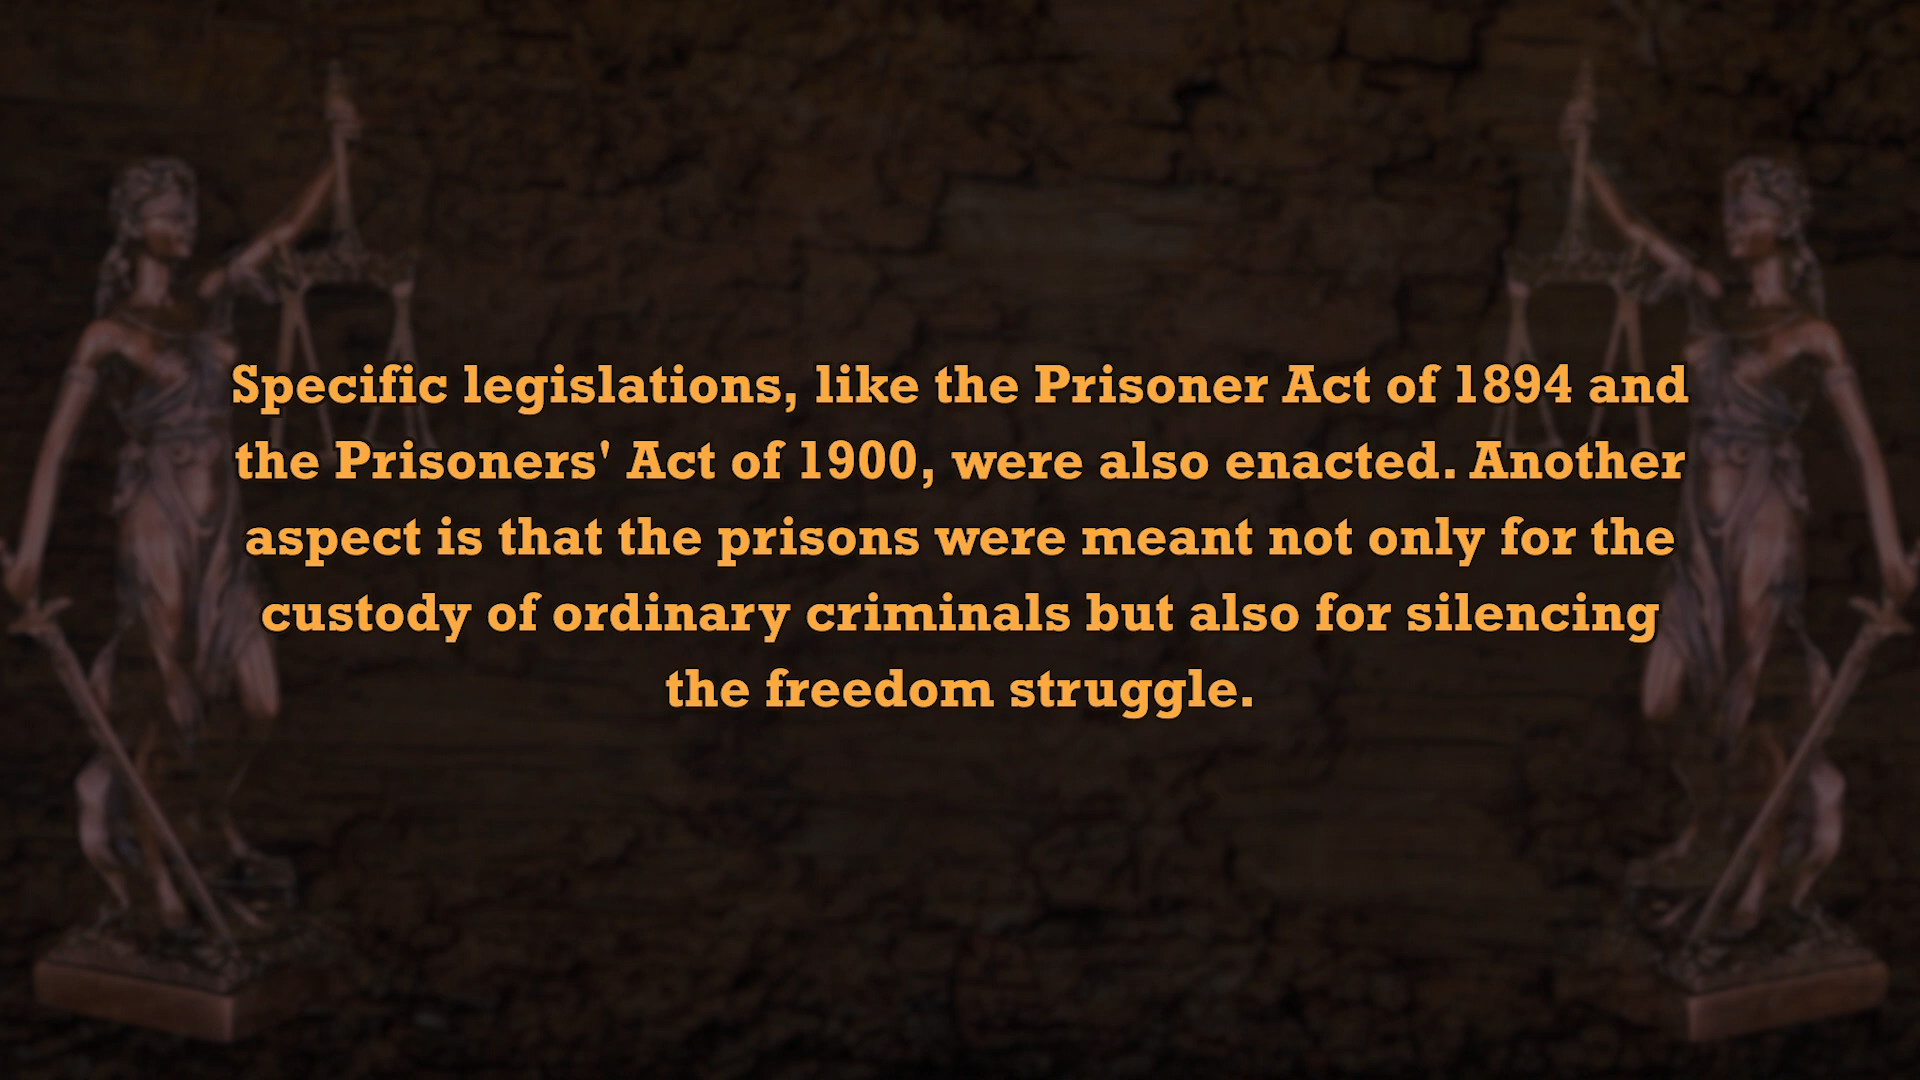 Specific legislations, like the Prisoner Act of 1894 and
the Prisoners' Act of 1900, were also enacted. Another
aspect is that the prisons were meant not only for the
custody of ordinary criminals but also for silencing
the freedom struggle.